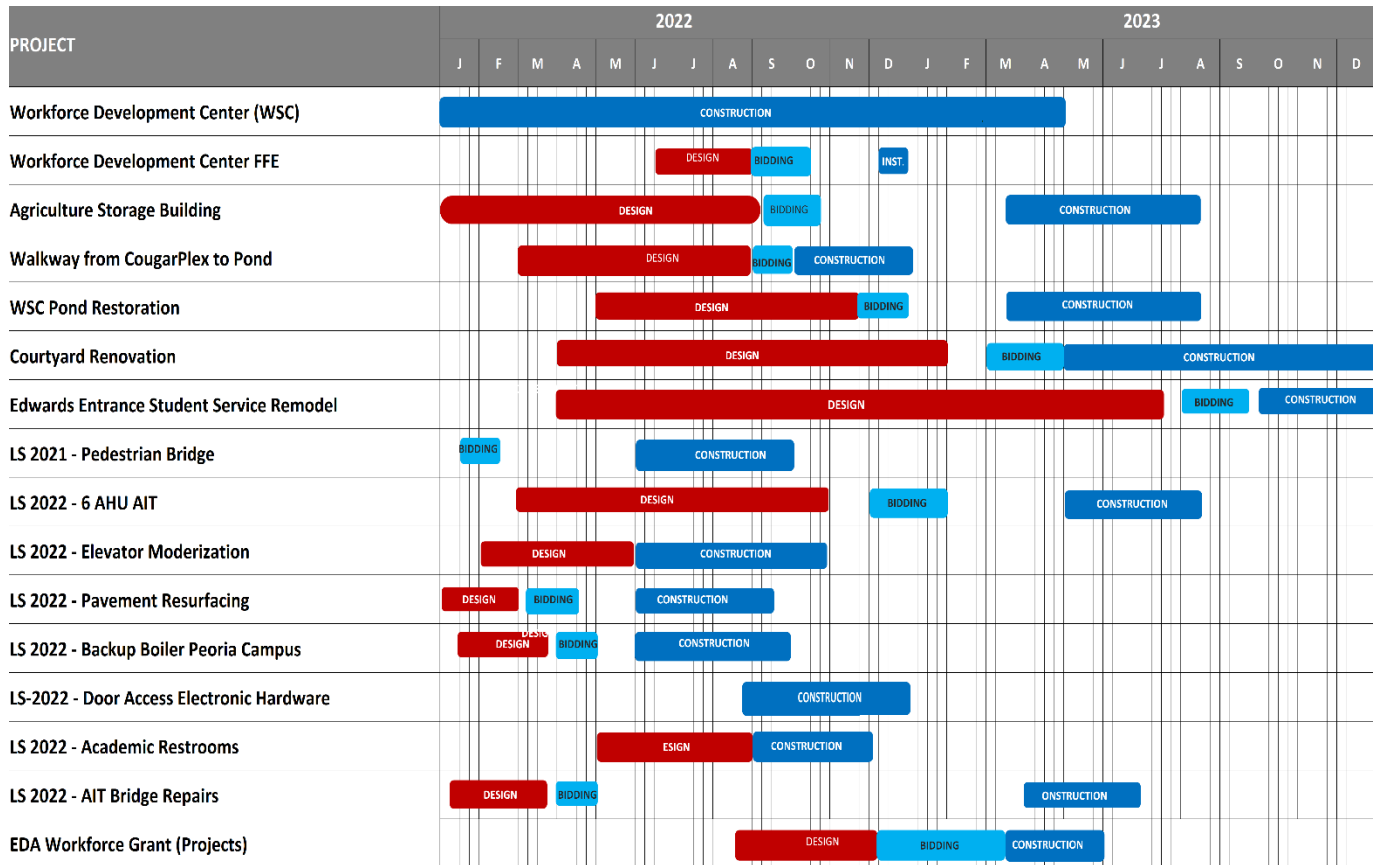 2022 2023
PROJECT
J F M A M J J A S O N D J F M A M J J A S O N D
Workforce Development Center (WSC) CONSTRUCTION
Workforce Development Center FFE DESIGN BIDDING INST.
Agriculture Storage Building DESIGN BIDDING CONSTRUCTION
Walkway from CougarPlex to Pond DESIGN BIDDING CONSTRUCTION
WSC Pond Restoration DESIGN BIDDING CONSTRUCTION
Courtyard Renovation DESIGN BIDDING CONSTRUCTION
Edwards Entrance Student Service Remodel DESIGN BIDDING CONSTRUCTION
LS 2021 - Pedestrian Bridge BIDDING CONSTRUCTION
LS 2022 - 6 AHU AIT DESIGN BIDDING CONSTRUCTION
LS 2022 - Elevator Moderization DESIGN CONSTRUCTION
LS 2022 - Pavement Resurfacing DESIGN BIDDING CONSTRUCTION
LS 2022 - Backup Boiler Peoria Campus DESIGN BIDDING CONSTRUCTION
LS-2022 - Door Access Electronic Hardware CONSTRUCTION
LS 2022 - Academic Restrooms ESIGN CONSTRUCTION
LS 2022 - AIT Bridge Repairs DESIGN BIDDING ONSTRUCTION
EDA Workforce Grant (Projects) DESIGN BIDDING CONSTRUCTION